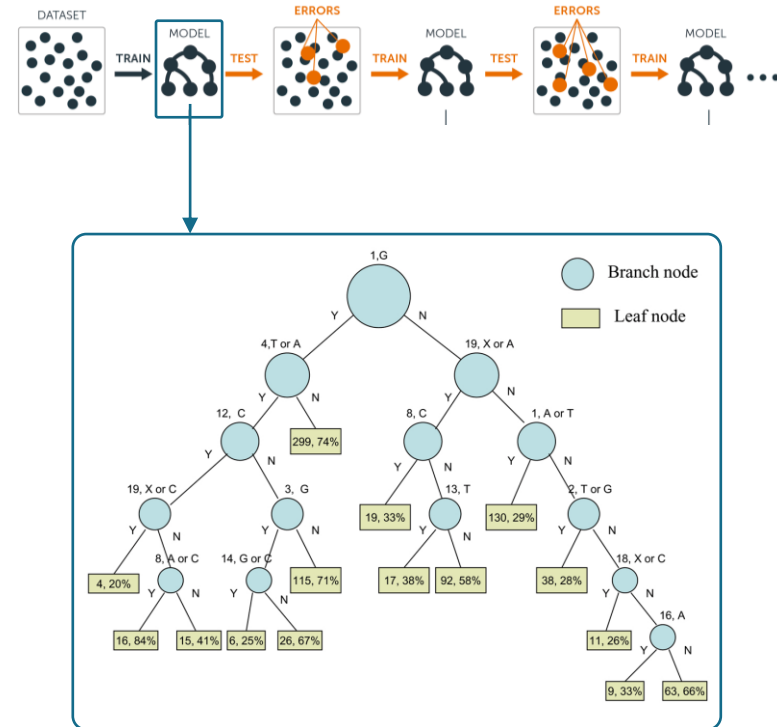 DATASET
MODEL
ERRORS
MODEL
ERRORS
MODEL
TRAIN
TEST
TRAIN
TEST
TRAIN
1,G
Branch node
Leaf node
Y
N
4,T or A
19, X or A
Y
N
Y
N
12, C
299, 74%
8, C
1, A or T
Y
N
Y
N
Y
N
19, X or C
3, G
19, 33%
13, T
130, 29%
2, T or G
Y
N
Y
N
Y
N
Y
N
8, A or C
14, G or C
18, X or C
4, 20%
115, 71%
17, 38%
92, 58%
38, 28%
Y
N
Y
N
Y
N
16, 84%
15, 41%
6, 25%
26, 67%
11, 26%
16, A
Y
N
9, 33%
63, 66%